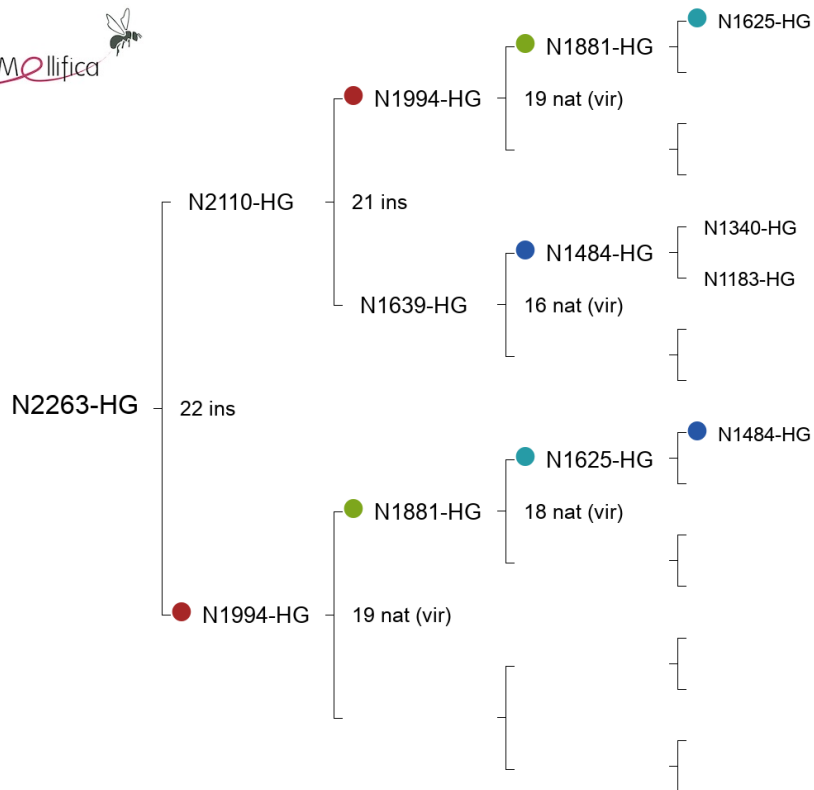 Mellifica
N1625-HG
N1881-HG
N1994-HG
19 nat (vir)
N2110-HG
21 ins
N1340-HG
N1484-HG
N1183-HG
N1639-HG
16 nat (vir)
N2263-HG
22 ins
N1484-HG
N1625-HG
N1881-HG
18 nat (vir)
N1994-HG
19 nat (vir)